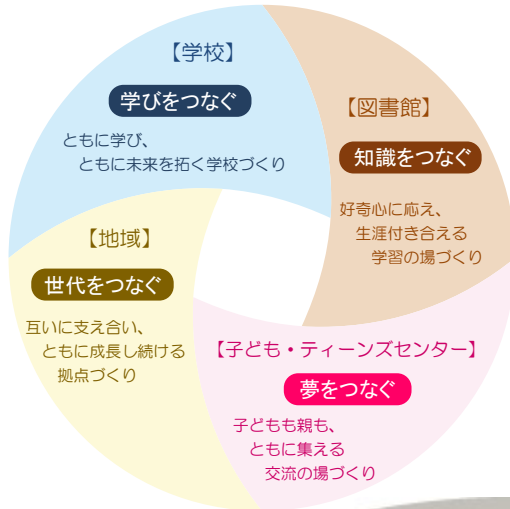 【学校】
学びをつなぐ
ともに学び、
ともに未来を拓く学校づくり
【図書館】
知識をつなぐ
好奇心に応え、
生涯付き合える
学習の場づくり
【地域】
世代をつなぐ
互いに支え合い、
ともに成長し続ける
拠点づくり
【子ども・ティーンズセンター】
夢をつなぐ
子どもも親も、
ともに集える
交流の場づくり